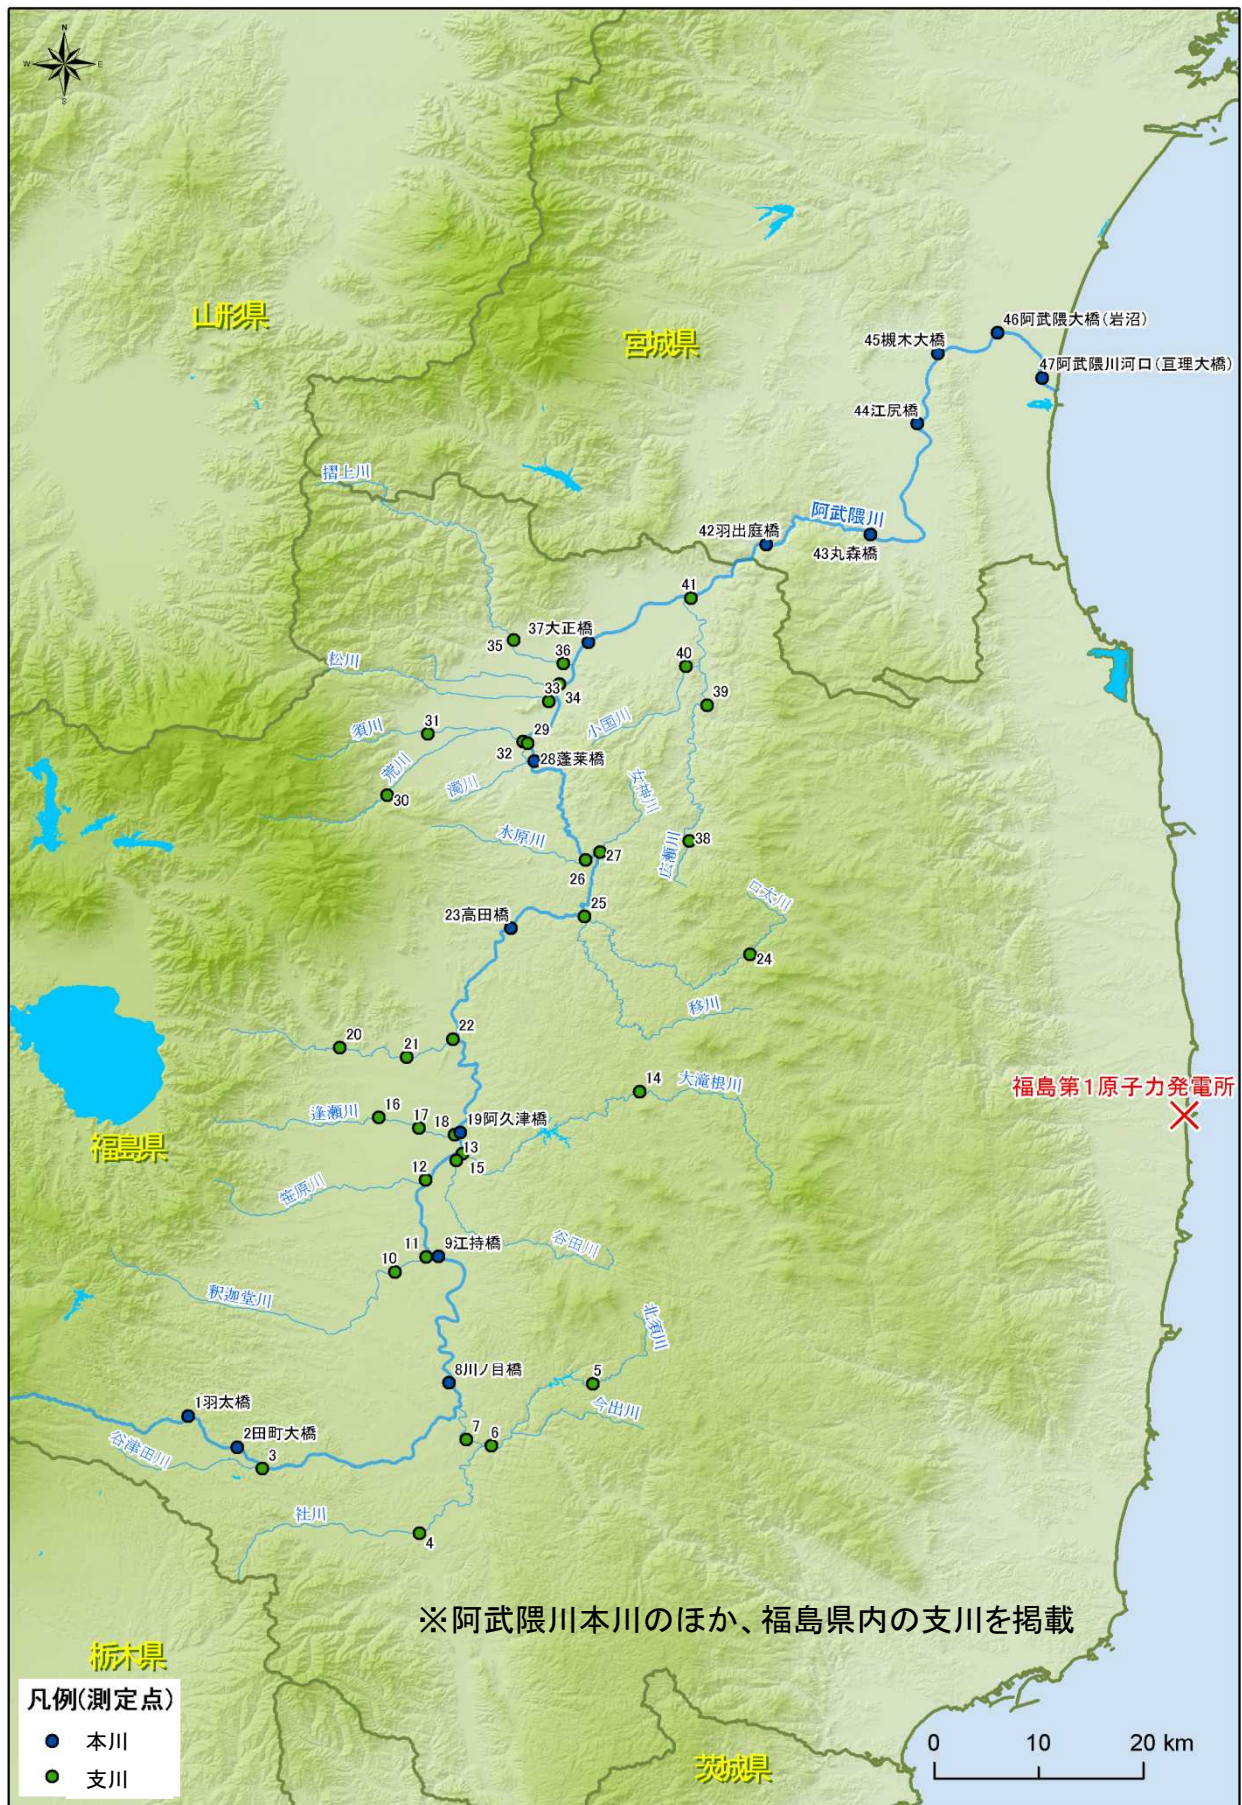 N
W E
S
山形県
宮城県
46阿武隈大橋(岩沼)
45槻木大橋
47阿武隈川河口(亘理大橋)
44江尻橋
摺上川
阿武隈川
42羽出庭橋
43丸森橋
41
37大正橋
35
36
40
松川
33
34
39
小国川
須川
31
29
32
28蓬莱橋
荒川
濁川
女神川
30
水原川
27
38
広瀬川
26
口太川
25
23高田橋
24
移川
22
20
21
大滝根川
14
福島第1原子力発電所
16
逢瀬川
17
18
19阿久津橋
福島県
13
15
12
笹原川
谷田川
11
9江持橋
10
釈迦堂川
北須川
8川ノ目橋
5
今出川
1羽太橋
2田町大橋
7
6
谷津田川
3
社川
4
※阿武隈川本川のほか、福島県内の支川を掲載
栃木県
凡例(測定点)
本川
支川
茨城県
0 10 20 km